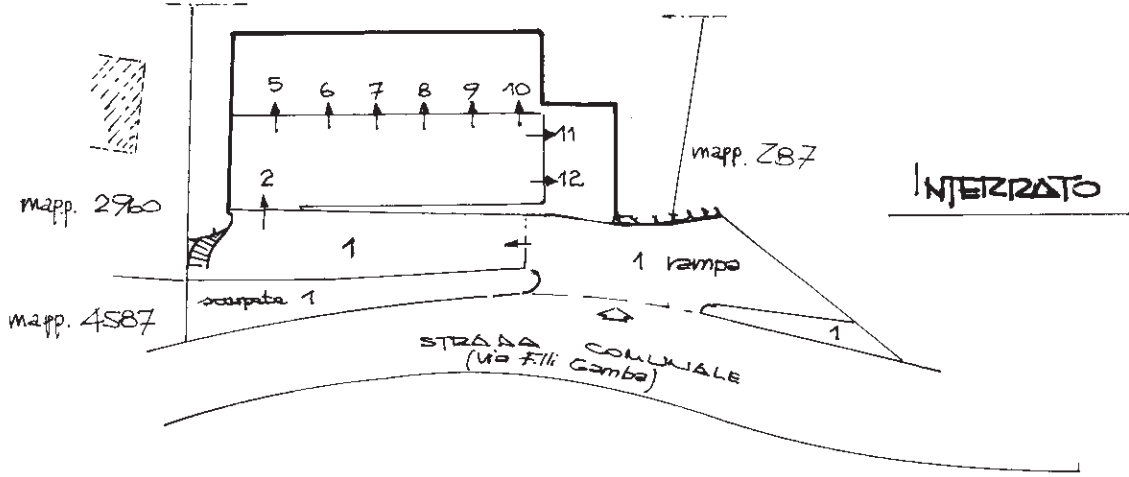 5 6 7 8 9 10
11
mapp. 287
2
12
INTERRATO
mapp. 2960
1
1 rampa
scarpata 1
mapp. 4587
1
STRADA COMUNALE
(via F.lli Gamba)